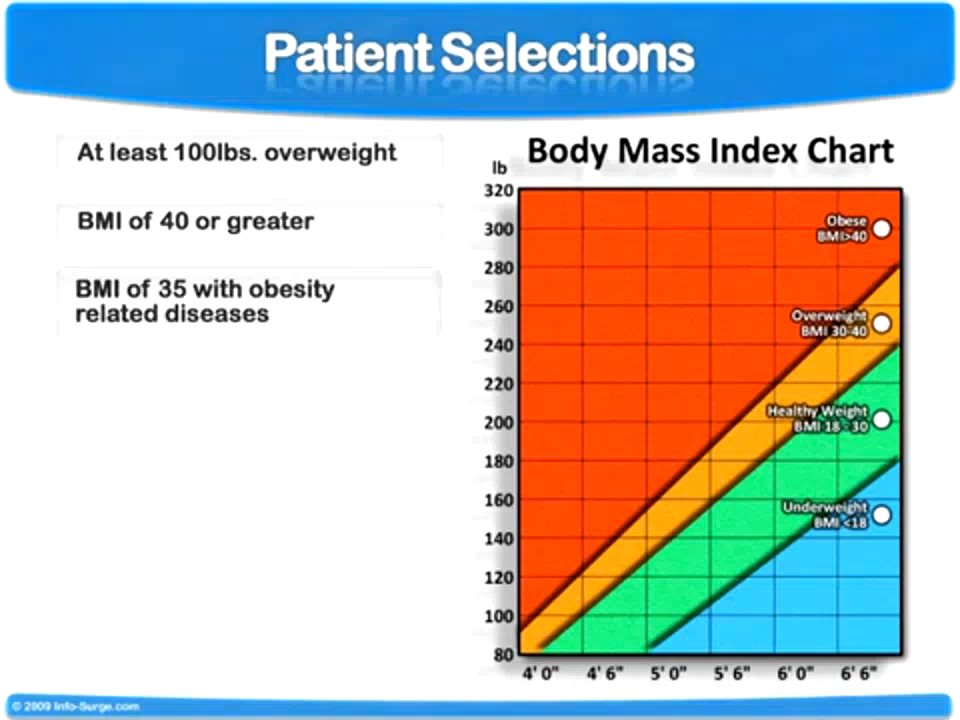 Patient Selections
At least 100lbs. overweight
BMI of 40 or greater
BMI of 35 with obesity
related diseases
Body Mass Index Chart
lb
320
300
280
260
240
220
200
180
160
140
120
100
80
Obese
BMI>40
Overweight
BMI 30-40
Healthy Weight
BMI 18 - 30
Underweight
BMI <18
4' 0" 4' 6" 5' 0" 5' 6" 6' 0" 6' 6"
© 2009 Info-Surge.com